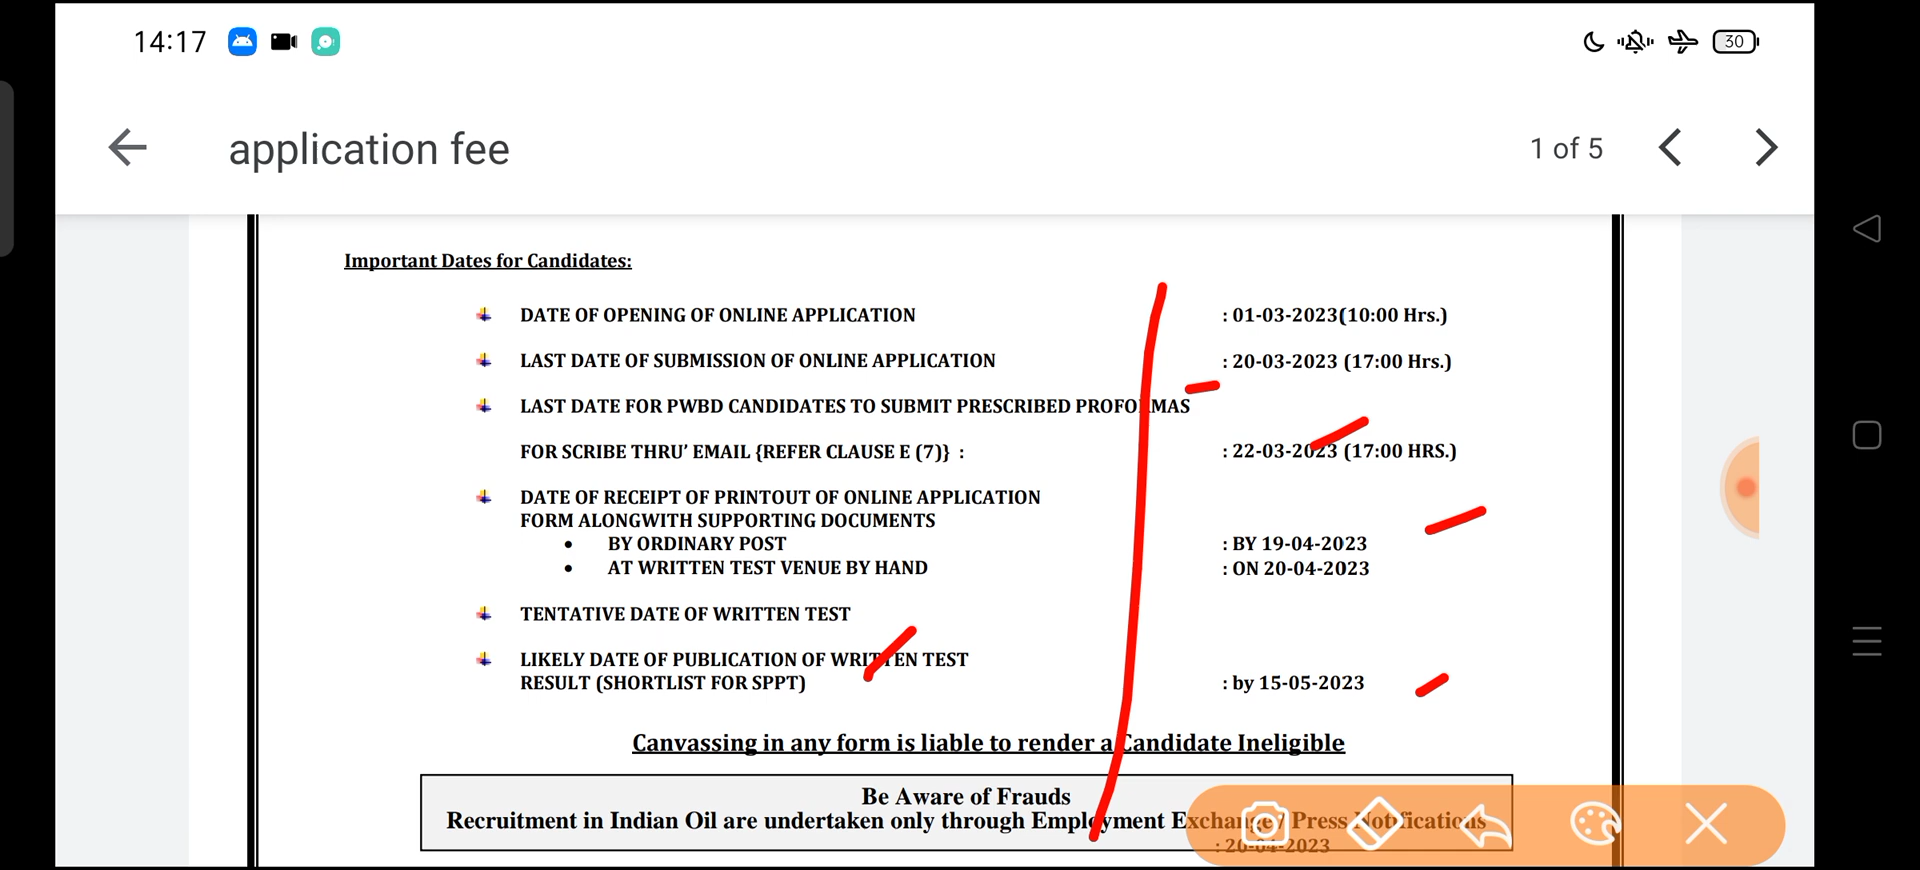 14:17
30
application fee
1 of 5
Important Dates for Candidates:
DATE OF OPENING OF ONLINE APPLICATION : 01-03-2023(10:00 Hrs.)
LAST DATE OF SUBMISSION OF ONLINE APPLICATION : 20-03-2023 (17:00 Hrs.)
LAST DATE FOR PWBD CANDIDATES TO SUBMIT PRESCRIBED PROFORMAS
FOR SCRIBE THRU' EMAIL {REFER CLAUSE E (7)} : : 22-03-2023 (17:00 HRS.)
DATE OF RECEIPT OF PRINTOUT OF ONLINE APPLICATION
FORM ALONGWITH SUPPORTING DOCUMENTS
• BY ORDINARY POST : BY 19-04-2023
• AT WRITTEN TEST VENUE BY HAND : ON 20-04-2023
TENTATIVE DATE OF WRITTEN TEST
LIKELY DATE OF PUBLICATION OF WRITTEN TEST
RESULT (SHORTLIST FOR SPPT) : by 15-05-2023
Canvassing in any form is liable to render a Candidate Ineligible
Be Aware of Frauds
Recruitment in Indian Oil are undertaken only through Employment Exchange/ Press Notifications
: 20-04-2023